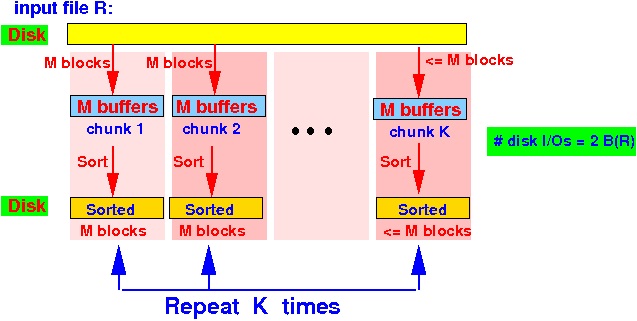 input file R:
Disk
M blocks M blocks <= M blocks
M buffers M buffers M buffers
chunk 1 chunk 2 chunk K
# disk I/Os = 2 B(R)
Sort Sort Sort
Disk
Sorted Sorted Sorted
M blocks M blocks <= M blocks
Repeat K times